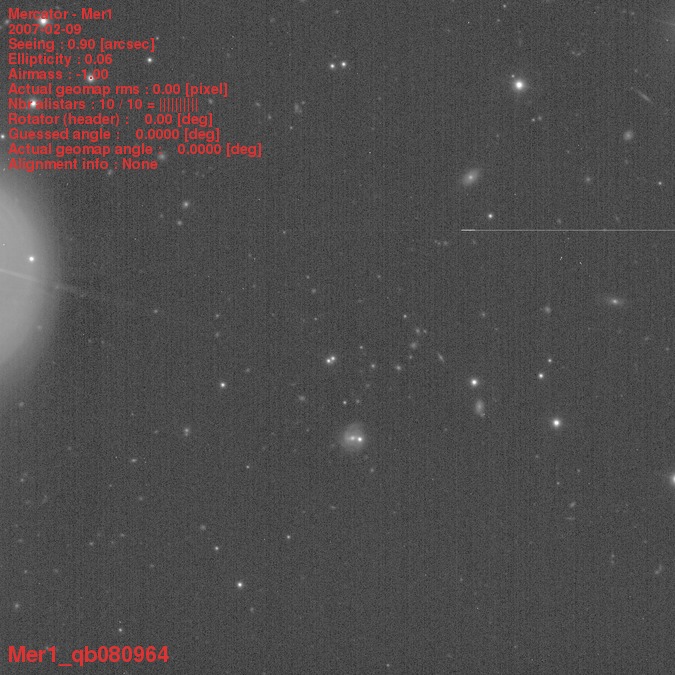 Mercator - Mer1
2007-02-09
Seeing : 0.90 [arcsec]
Ellipticity : 0.06
Airmass : -1.00
Actual geomap rms : 0.00 [pixel]
Nbr alistars : 10 / 10 = ||||||||||
Rotator (header) : 0.00 [deg]
Guessed angle : 0.0000 [deg]
Actual geomap angle : 0.0000 [deg]
Alignment info : None
Mer1_qb080964